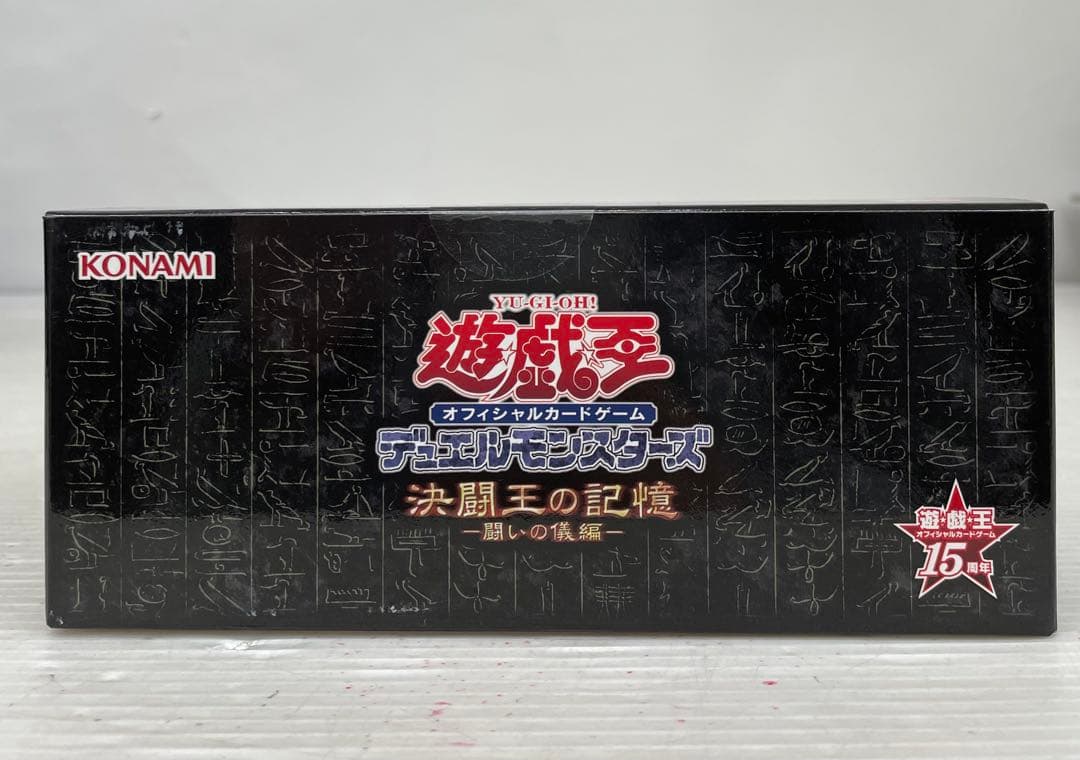 KONAMI
YU-GI-OH!
遊戯王
オフィシャルカードゲーム
デュエルモンスターズ
決闘王の記憶
-闘いの儀編-
遊★戯★王
オフィシャルカードゲーム
15周年